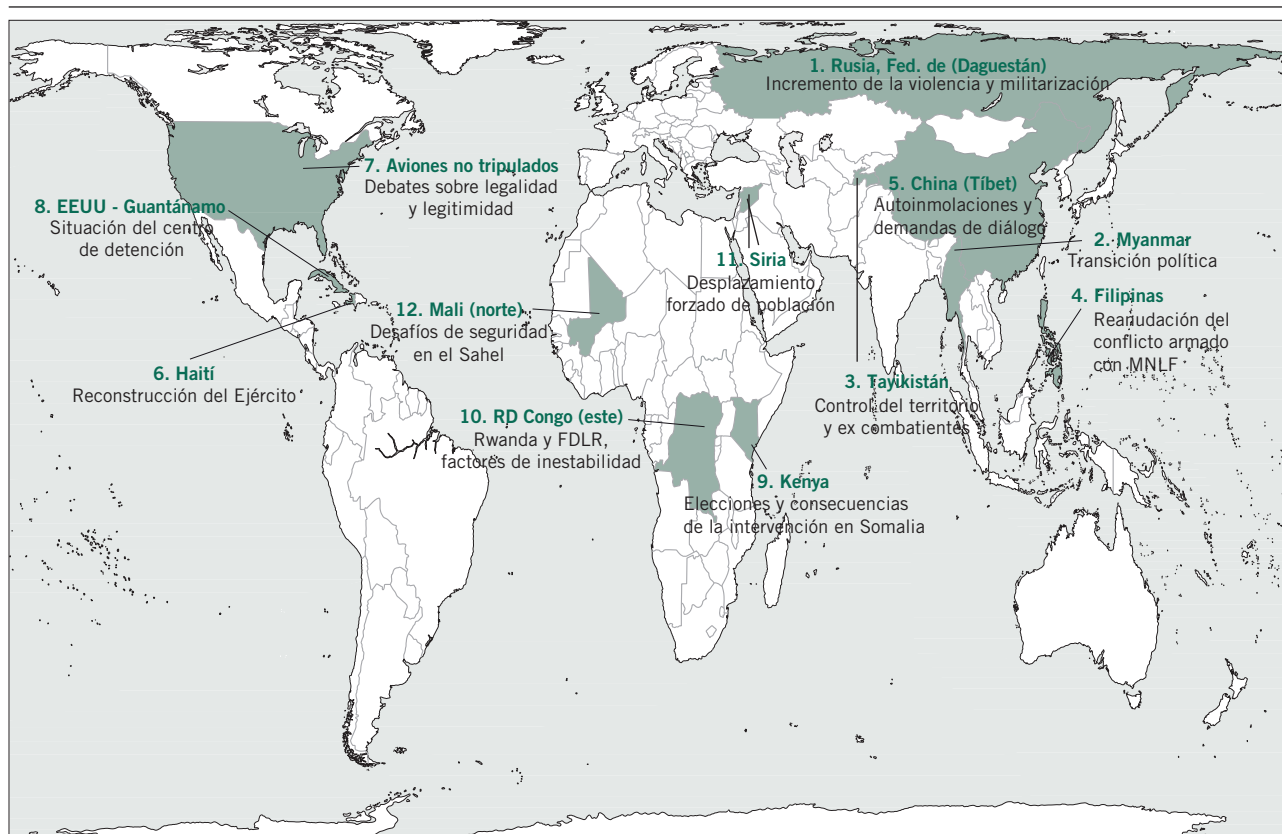 1. Rusia, Fed. de (Daguestán)
Incremento de la violencia y militarización
7. Aviones no tripulados
Debates sobre legalidad
y legitimidad
8. EEUU - Guantánamo
Situación del centro
de detención
5. China (Tíbet)
Autoinmolaciones y
demandas de diálogo
2. Myanmar
Transición política
11. Siria
Desplazamiento
forzado de población
4. Filipinas
Reanudación del
conflicto armado
con MNLF
12. Mali (norte)
Desafíos de seguridad
en el Sahel
6. Haití
Reconstrucción del Ejército
3. Tayikistán
Control del territorio
y ex combatientes
10. RD Congo (este)
Rwanda y FDLR,
factores de inestabilidad
9. Kenya
Elecciones y consecuencias
de la intervención en Somalia